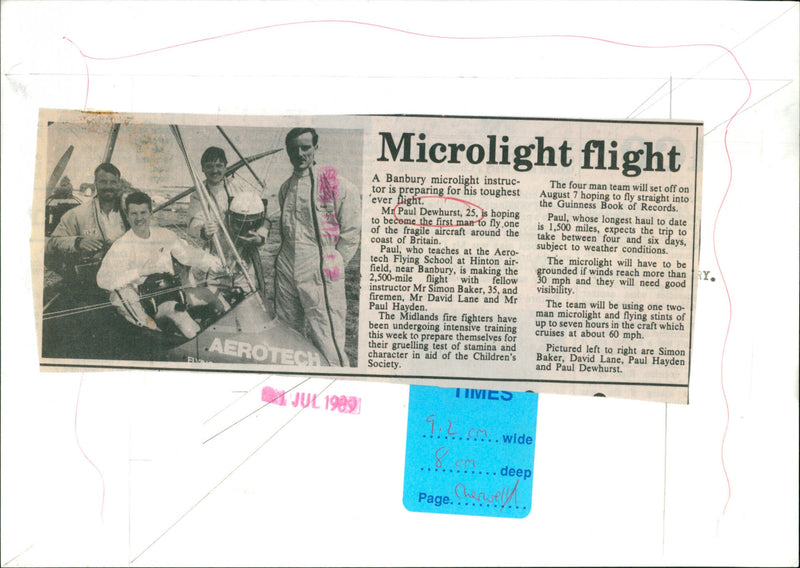 Microlight flight
A Banbury microlight instruc-
tor is preparing for his toughest
ever flight.
Mr Paul Dewhurst, 25, is hoping
to become the first man to fly one
of the fragile aircraft around the
coast of Britain.
Paul, who teaches at the Aero-
tech Flying School at Hinton air-
field, near Banbury, is making the
2,500-mile flight with fellow
instructor Mr Simon Baker, 35, and
firemen, Mr David Lane and Mr
Paul Hayden.
The Midlands fire fighters have
been undergoing intensive training
this week to prepare themselves for
their gruelling test of stamina and
character in aid of the Children's
Society.
The four man team will set off on
August 7 hoping to fly straight into
the Guinness Book of Records.
Paul, whose longest haul to date
is 1,500 miles, expects the trip to
take between four and six days,
subject to weather conditions.
The microlight will have to be
grounded if winds reach more than
30 mph and they will need good
visibility.
The team will be using one two-
man microlight and flying stints of
up to seven hours in the craft which
cruises at about 60 mph.
Pictured left to right are Simon
Baker, David Lane, Paul Hayden
and Paul Dewhurst.
AEROTECH
RY.
JUL 1989
TIMES
9.2 cm wide
8 cm deep
Page Cherwell